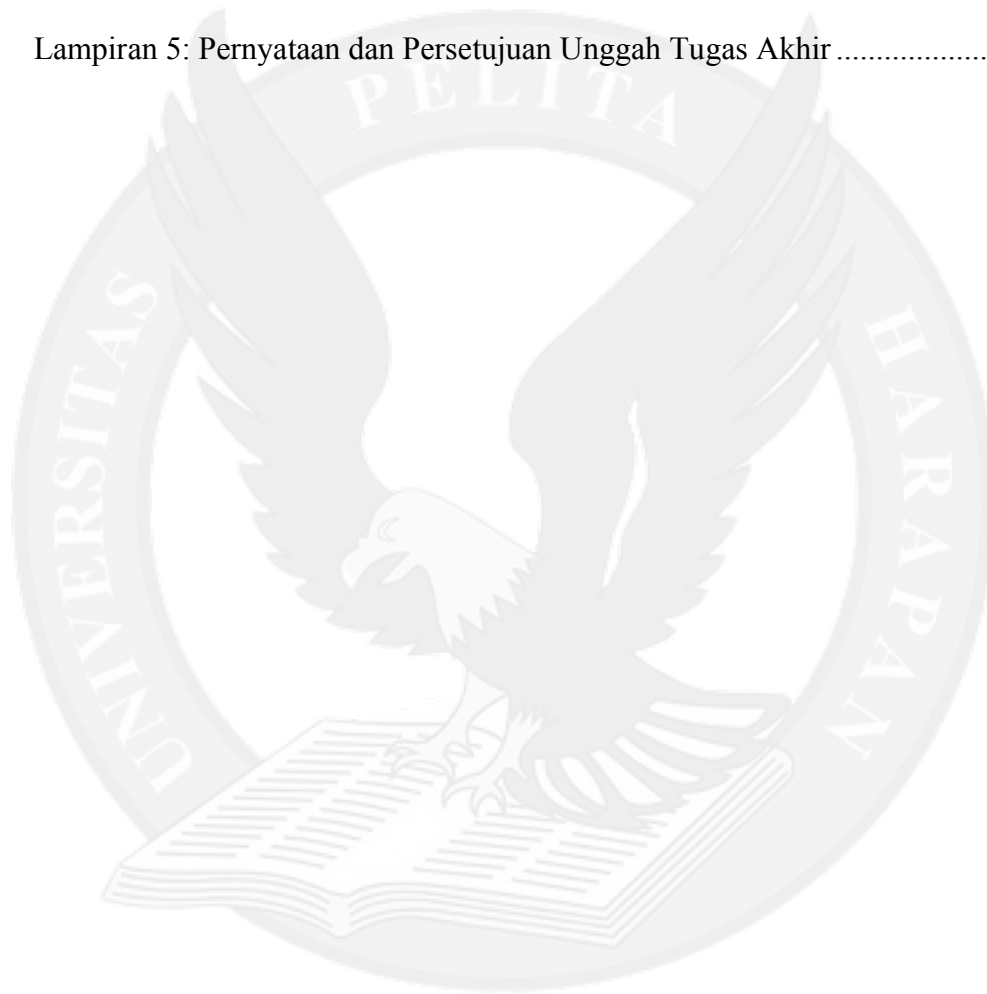 Lampiran 5: Pernyataan dan Persetujuan Unggah Tugas Akhir ...................
UNIVERSITAS PELITA HARAPAN